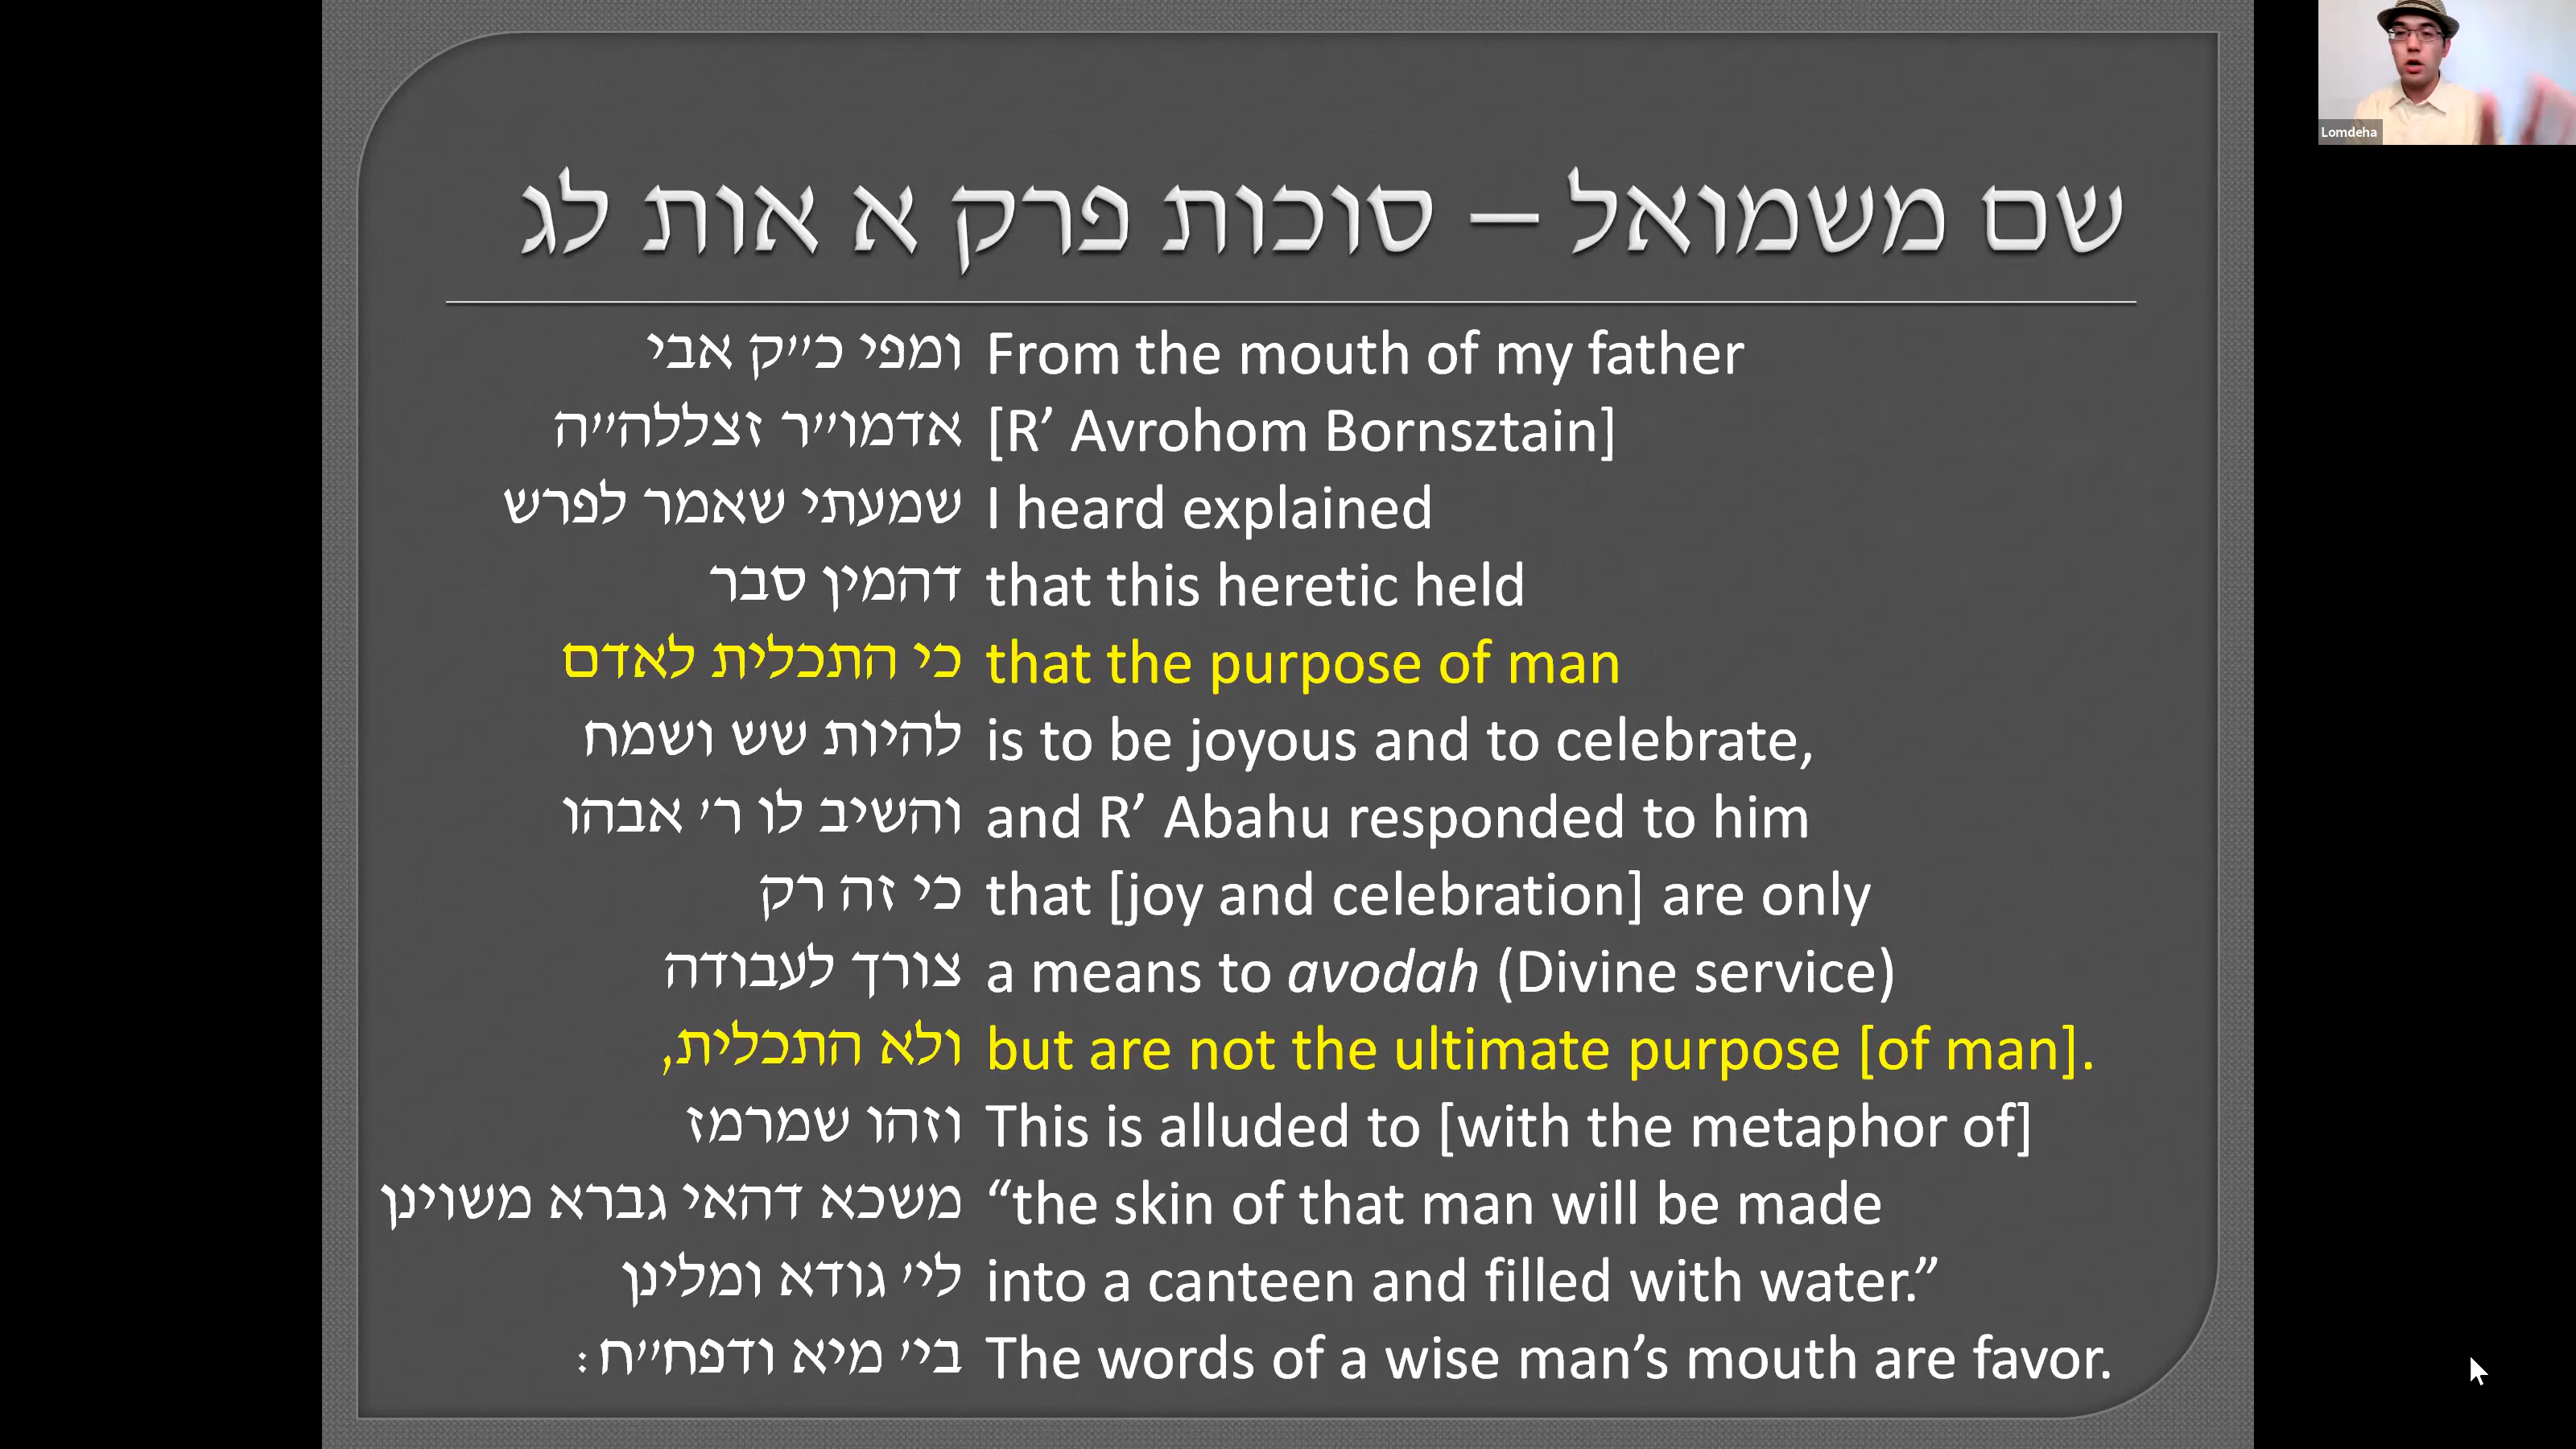 שם משמואל – סוכות פרק א אות לג
ומפי כ״ק אבי From the mouth of my father
אדמו״ר זצללה״ה [R’ Avrohom Bornsztain]
שמעתי שאמר לפרש I heard explained
דהמין סבר that this heretic held
כי התכלית לאדם that the purpose of man
להיות שש ושמח is to be joyous and to celebrate,
והשיב לו ר׳ אבהו and R’ Abahu responded to him
כי זה רק that [joy and celebration] are only
צורך לעבודה a means to avodah (Divine service)
ולא התכלית, but are not the ultimate purpose [of man].
וזהו שמרמז This is alluded to [with the metaphor of]
משכא דהאי גברא משוינן “the skin of that man will be made
לי׳ גודא ומלינן into a canteen and filled with water.”
בי׳ מיא ודפח״ח: The words of a wise man’s mouth are favor.
Lomdeha